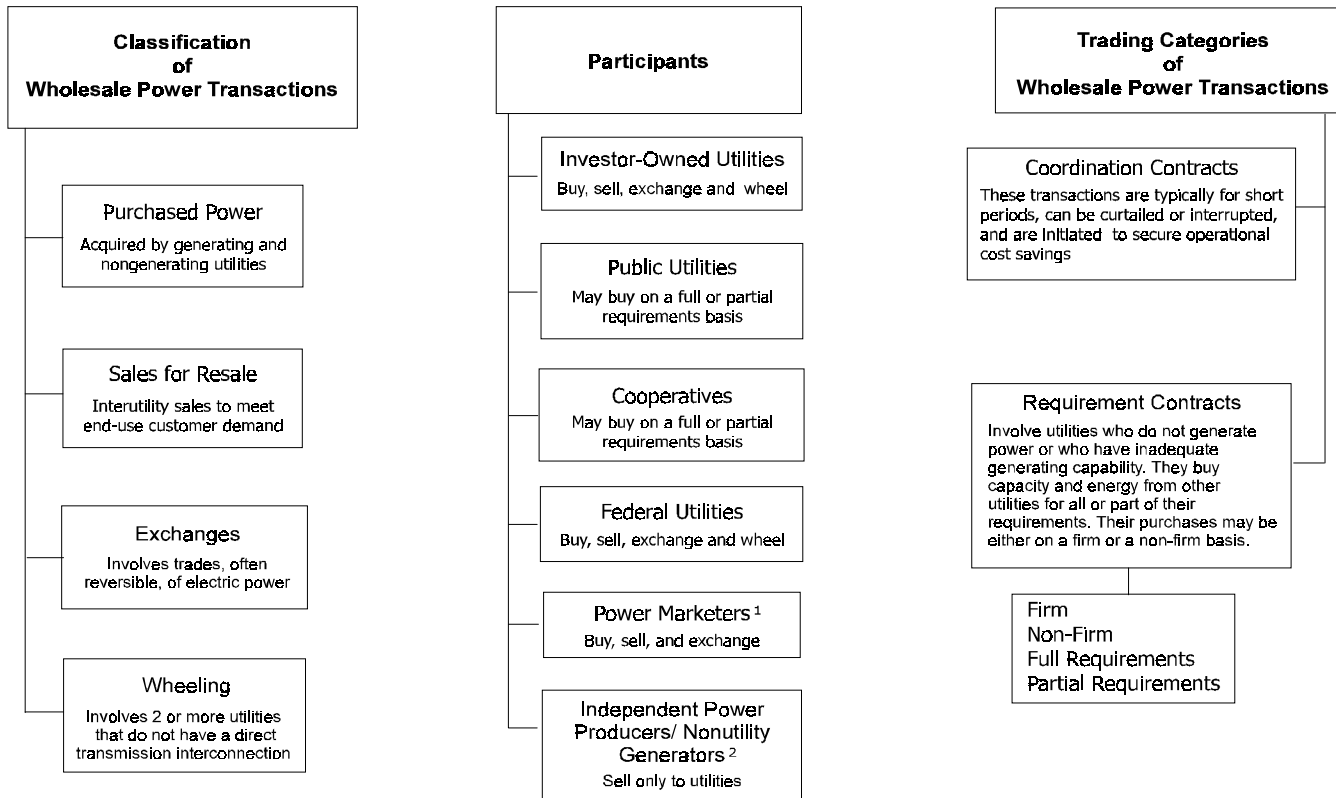 Classification
of
Wholesale Power Transactions
Purchased Power
Acquired by generating and
nongenerating utilities
Sales for Resale
Interutility sales to meet
end-use customer demand
Exchanges
Involves trades, often
reversible, of electric power
Wheeling
Involves 2 or more utilities
that do not have a direct
transmission interconnection
Participants
Investor-Owned Utilities
Buy, sell, exchange and wheel
Public Utilities
May buy on a full or partial
requirements basis
Cooperatives
May buy on a full or partial
requirements basis
Federal Utilities
Buy, sell, exchange and wheel
Power Marketers ¹
Buy, sell, and exchange
Independent Power
Producers/ Nonutility
Generators ²
Sell only to utilities
Trading Categories
of
Wholesale Power Transactions
Coordination Contracts
These transactions are typically for short
periods, can be curtailed or interrupted,
and are initiated to secure operational
cost savings
Requirement Contracts
Involve utilities who do not generate
power or who have inadequate
generating capability. They buy
capacity and energy from other
utilities for all or part of their
requirements. Their purchases may be
either on a firm or a non-firm basis.
Firm
Non-Firm
Full Requirements
Partial Requirements